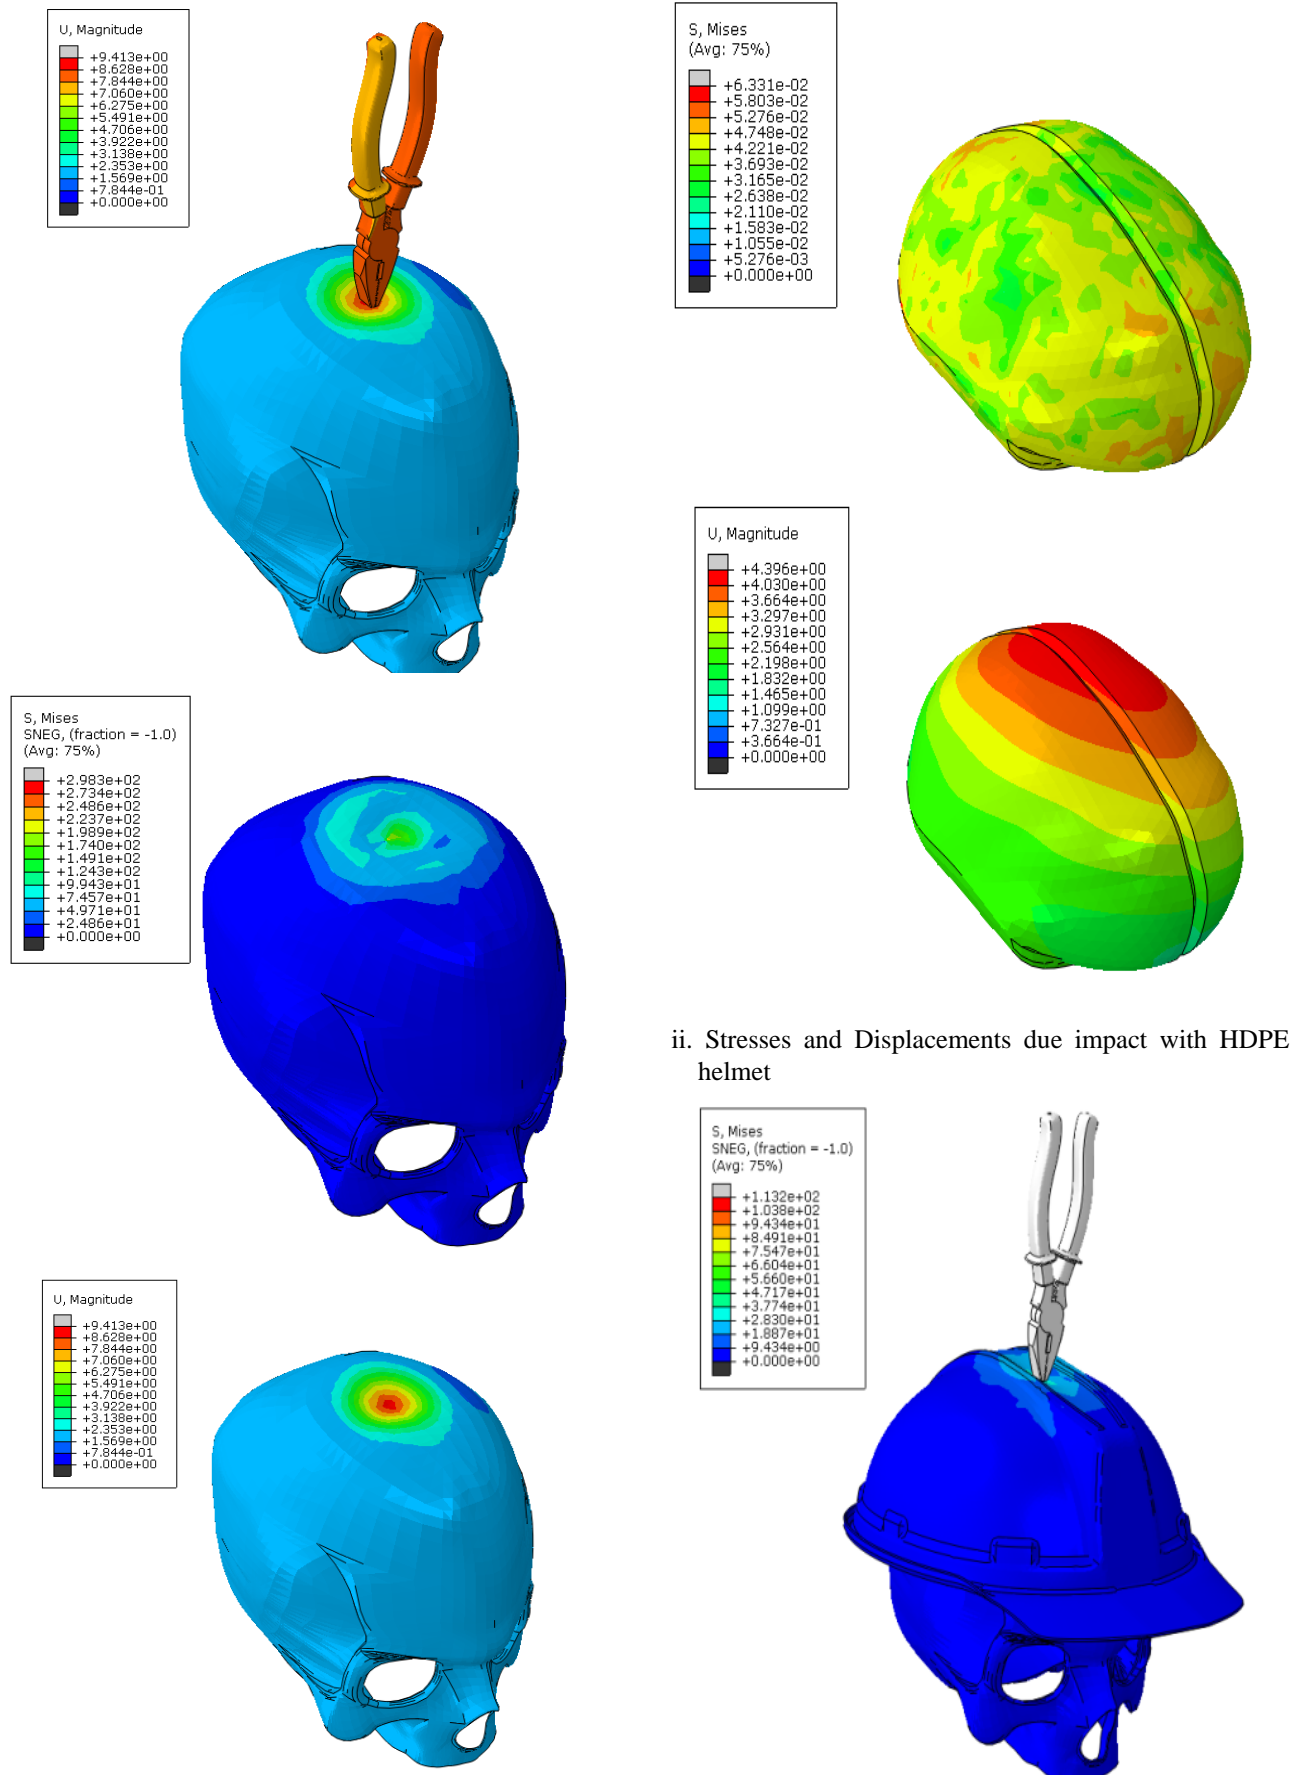 U, Magnitude
+9.413e+00
+8.628e+00
+7.844e+00
+7.060e+00
+6.275e+00
+5.491e+00
+4.706e+00
+3.922e+00
+3.138e+00
+2.353e+00
+1.569e+00
+7.844e-01
+0.000e+00
S, Mises
SNEG, (fraction = -1.0)
(Avg: 75%)
+2.983e+02
+2.734e+02
+2.486e+02
+2.237e+02
+1.989e+02
+1.740e+02
+1.491e+02
+1.243e+02
+9.943e+01
+7.457e+01
+4.971e+01
+2.486e+01
+0.000e+00
U, Magnitude
+9.413e+00
+8.628e+00
+7.844e+00
+7.060e+00
+6.275e+00
+5.491e+00
+4.706e+00
+3.922e+00
+3.138e+00
+2.353e+00
+1.569e+00
+7.844e-01
+0.000e+00
S, Mises
(Avg: 75%)
+6.331e-02
+5.803e-02
+5.276e-02
+4.748e-02
+4.221e-02
+3.693e-02
+3.165e-02
+2.638e-02
+2.110e-02
+1.583e-02
+1.055e-02
+5.276e-03
+0.000e+00
U, Magnitude
+4.396e+00
+4.030e+00
+3.664e+00
+3.297e+00
+2.931e+00
+2.564e+00
+2.198e+00
+1.832e+00
+1.465e+00
+1.099e+00
+7.327e-01
+3.664e-01
+0.000e+00
ii. Stresses and Displacements due impact with HDPE
helmet
S, Mises
SNEG, (fraction = -1.0)
(Avg: 75%)
+1.132e+02
+1.038e+02
+9.434e+01
+8.491e+01
+7.547e+01
+6.604e+01
+5.660e+01
+4.717e+01
+3.774e+01
+2.830e+01
+1.887e+01
+9.434e+00
+0.000e+00